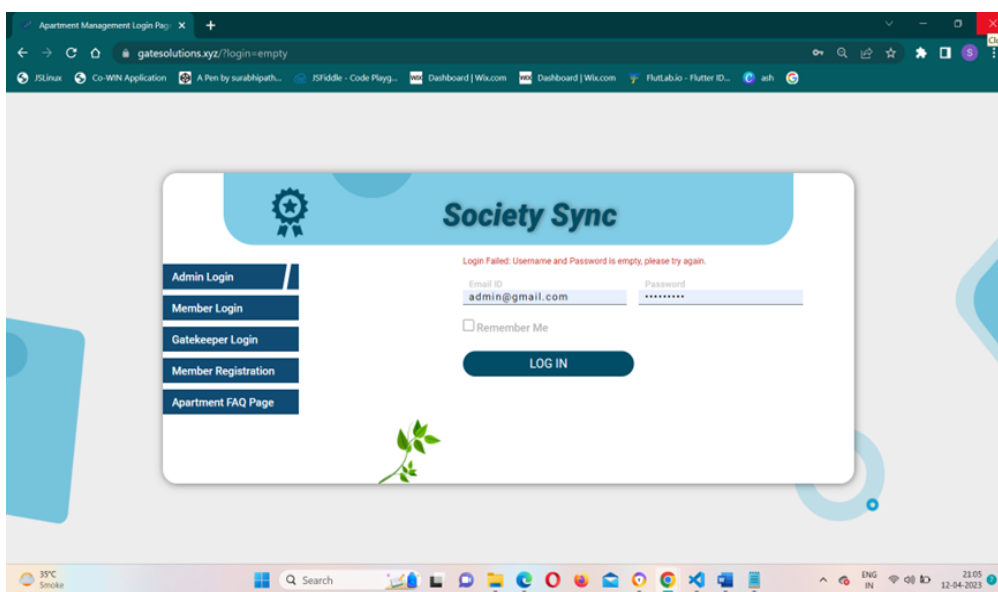 Apartment Management Login Pag
gatesolutions.xyz/?login=empty
JSLinux Co-WIN Application A Pen by surabhipath... JSFiddle - Code Playg... WIX Dashboard | Wix.com WIX Dashboard | Wix.com FlutLab.io - Flutter ID... ash
Society Sync
Login Failed: Username and Password is empty, please try again.
Admin Login
Member Login
Gatekeeper Login
Member Registration
Apartment FAQ Page
Email ID Password
admin@gmail.com •••••••••
Remember Me
LOG IN
35°C
Smoke
Search
ENG
IN
21:05
12-04-2023